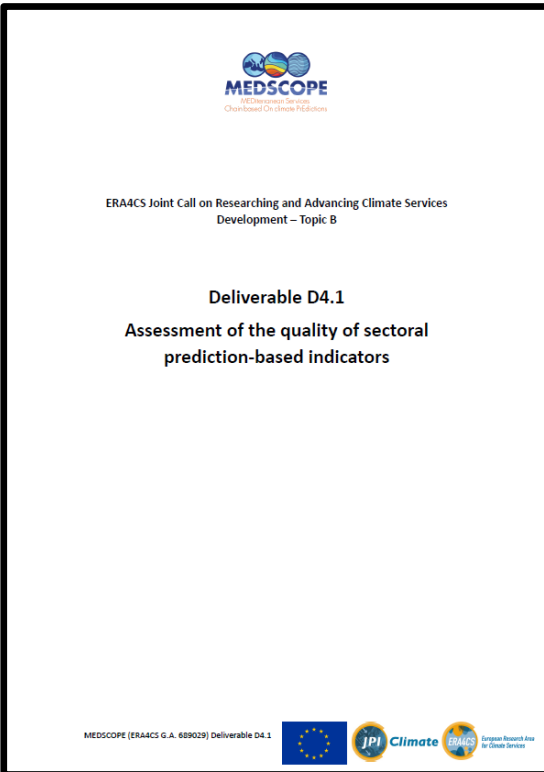 MEDSCOPE
MEDiterranean Services
Chain based On climate PrEdictions
ERA4CS Joint Call on Researching and Advancing Climate Services
Development – Topic B
Deliverable D4.1
Assessment of the quality of sectoral
prediction-based indicators
MEDSCOPE (ERA4CS G.A. 689029) Deliverable D4.1
JPI Climate
ERA4CS
European Research Area
for Climate Services